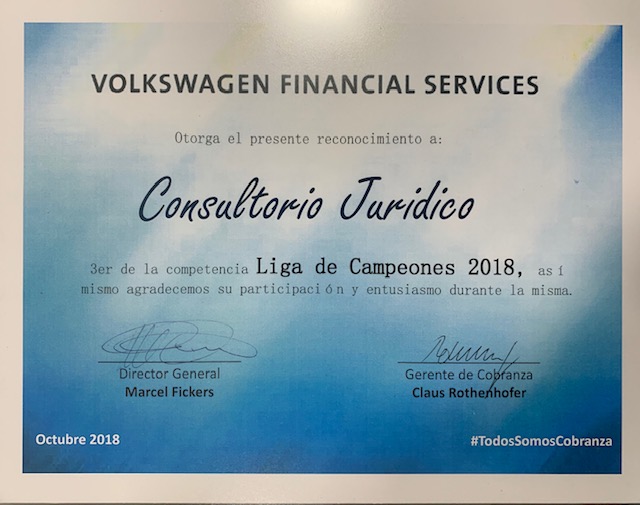 VOLKSWAGEN FINANCIAL SERVICES
Otorga el presente reconocimiento a:
Consultorio Juridico
3er de la competencia Liga de Campeones 2018, así
mismo agradecemos su participación y entusiasmo durante la misma.
Director General
Marcel Fickers
Gerente de Cobranza
Claus Rothenhofer
Octubre 2018
#TodosSomosCobranza